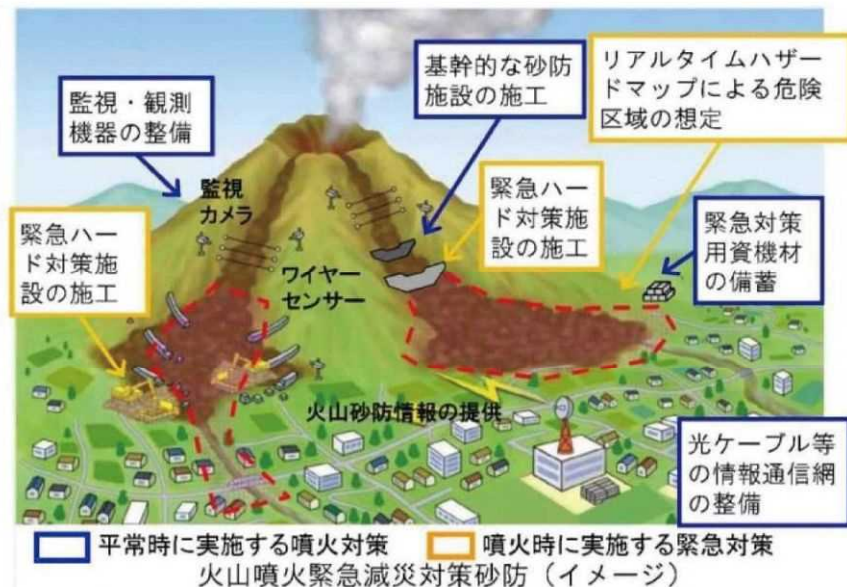 基幹的な砂防
施設の施工
リアルタイムハザー
ドマップによる危険
区域の想定
監視・観測
機器の整備
監視
カメラ
緊急ハー
ド対策施
設の施工
緊急対策
用資機材
の備蓄
緊急ハー
ド対策施
設の施工
ワイヤー
センサー
火山砂防情報の提供
光ケーブル等
の情報通信網
の整備
平常時に実施する噴火対策
噴火時に実施する緊急対策
火山噴火緊急減災対策砂防(イメージ)